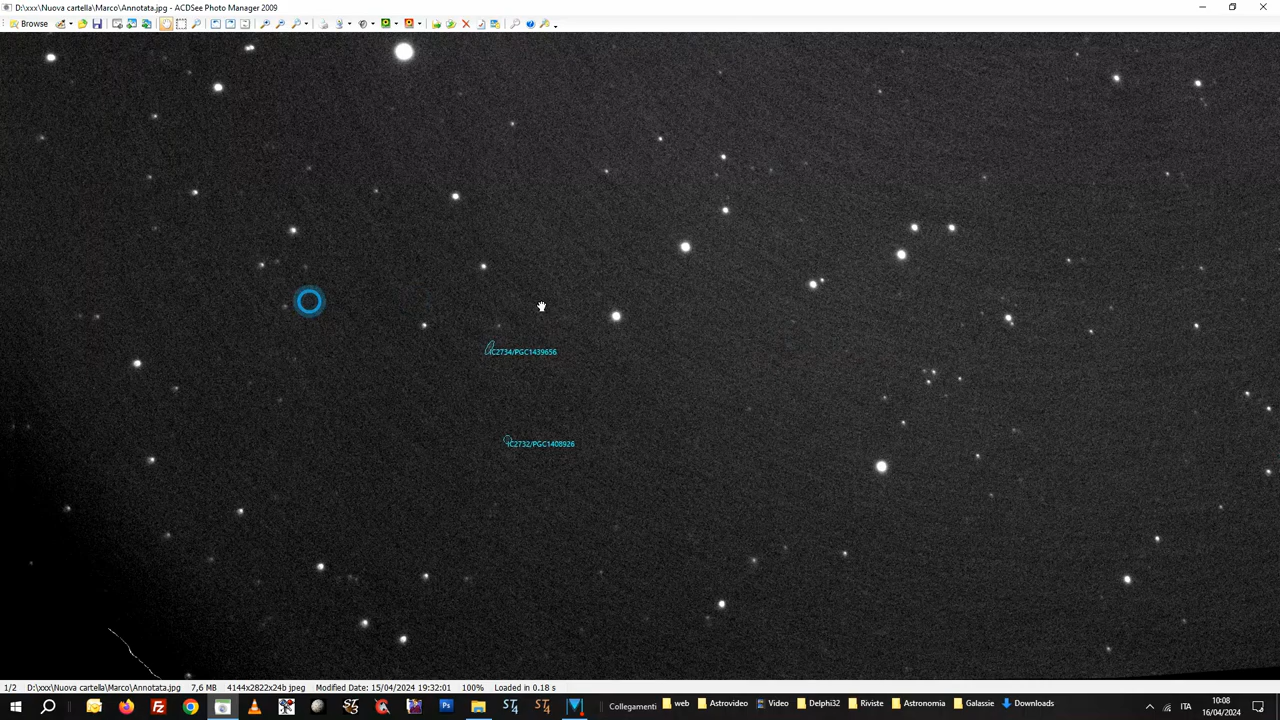 D:\xxx\Nuova cartella\Marco\Annotata.jpg - ACDSee Photo Manager 2009
Browse
IC2734/PGC1439656
IC2732/PGC1408926
1/2 D:\xxx\Nuova cartella\Marco\Annotata.jpg 7,6 MB 4144x2822x24b jpeg Modified Date: 15/04/2024 19:32:01 100% Loaded in 0.18 s
Collegamenti web Astrovideo Video Delphi32 Riviste Astronomia Galassie Downloads ITA 10:08
16/04/2024